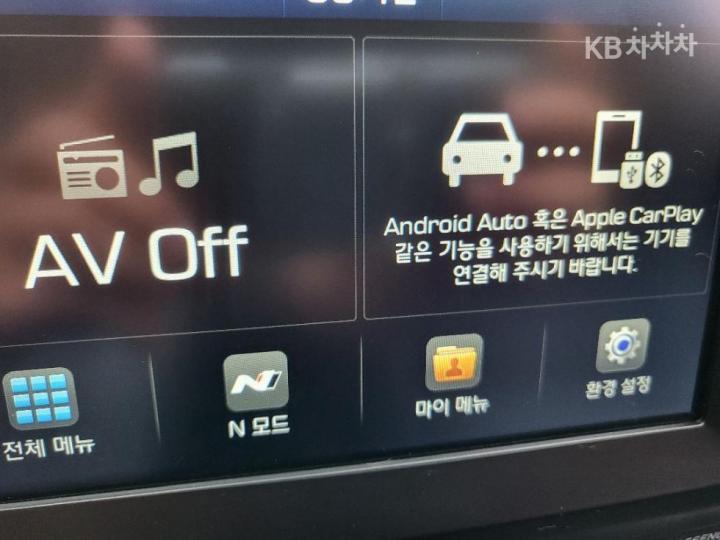 KB차차차
AV Off
Android Auto 혹은 Apple CarPlay
같은 기능을 사용하기 위해서는 기기를
연결해 주시기 바랍니다.
전체 메뉴
N 모드
마이 메뉴
환경 설정